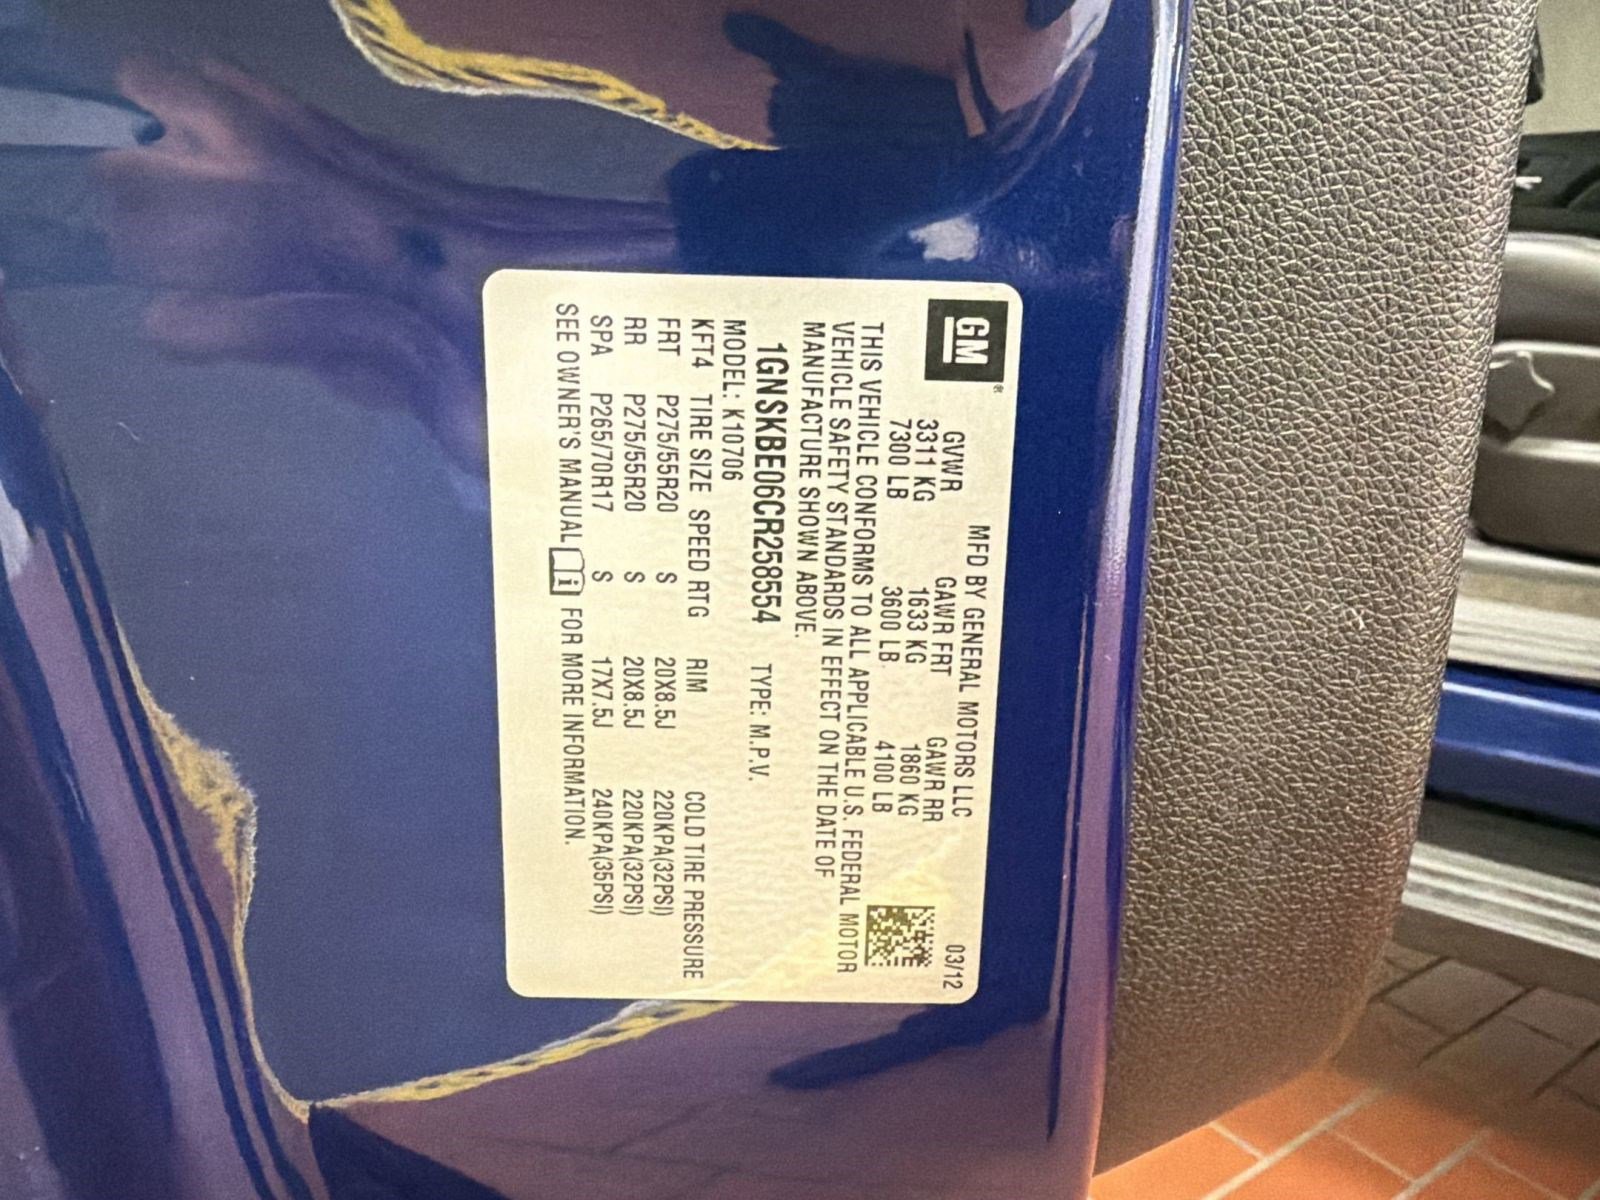 GM®
MFD BY GENERAL MOTORS LLC
03/12
GVWR GAWR FRT GAWR RR
3311 KG 1633 KG 1860 KG
7300 LB 3600 LB 4100 LB
THIS VEHICLE CONFORMS TO ALL APPLICABLE U.S. FEDERAL MOTOR
VEHICLE SAFETY STANDARDS IN EFFECT ON THE DATE OF
MANUFACTURE SHOWN ABOVE.
1GNSKBE06CR258554 TYPE: M.P.V.
MODEL: K10706
KFT4 TIRE SIZE SPEED RTG RIM COLD TIRE PRESSURE
FRT P275/55R20 S 20X8.5J 220KPA(32PSI)
RR P275/55R20 S 20X8.5J 220KPA(32PSI)
SPA P265/70R17 S 17X7.5J 240KPA(35PSI)
SEE OWNER'S MANUAL i FOR MORE INFORMATION.